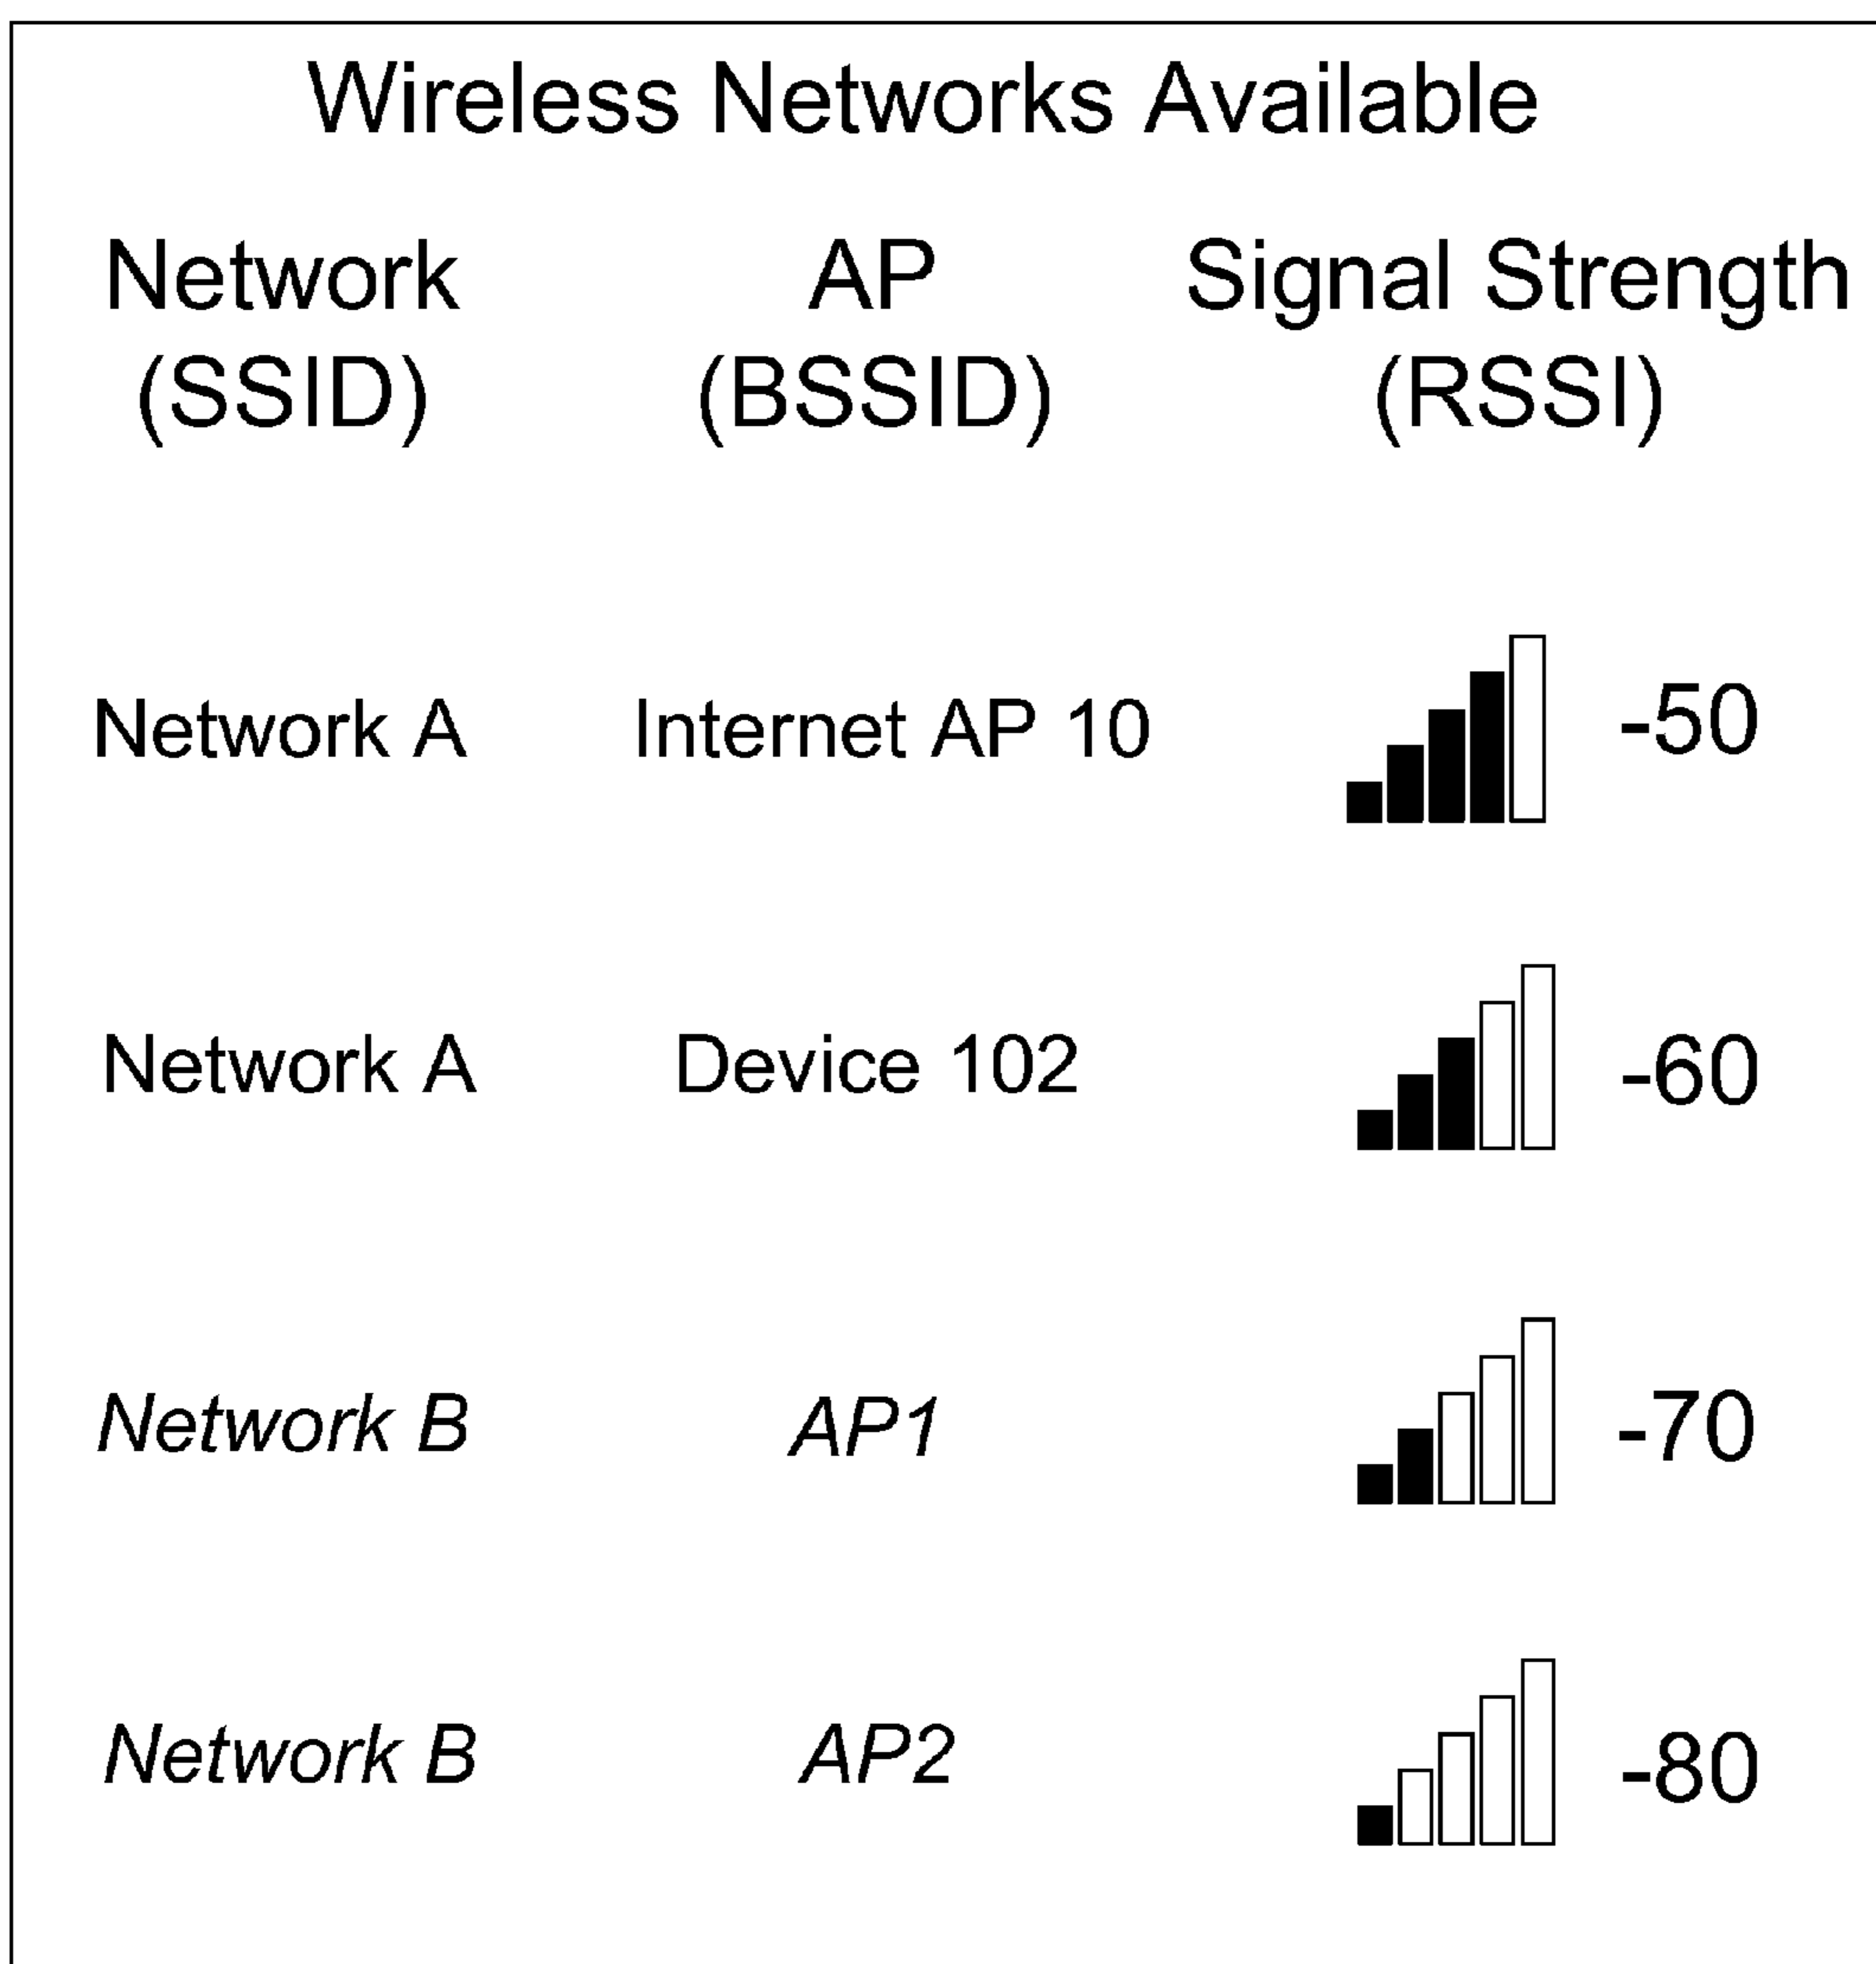 Wireless Networks Available
Network AP Signal Strength
(SSID) (BSSID) (RSSI)
Network A Internet AP 10 -50
Network A Device 102 -60
Network B AP1 -70
Network B AP2 -80